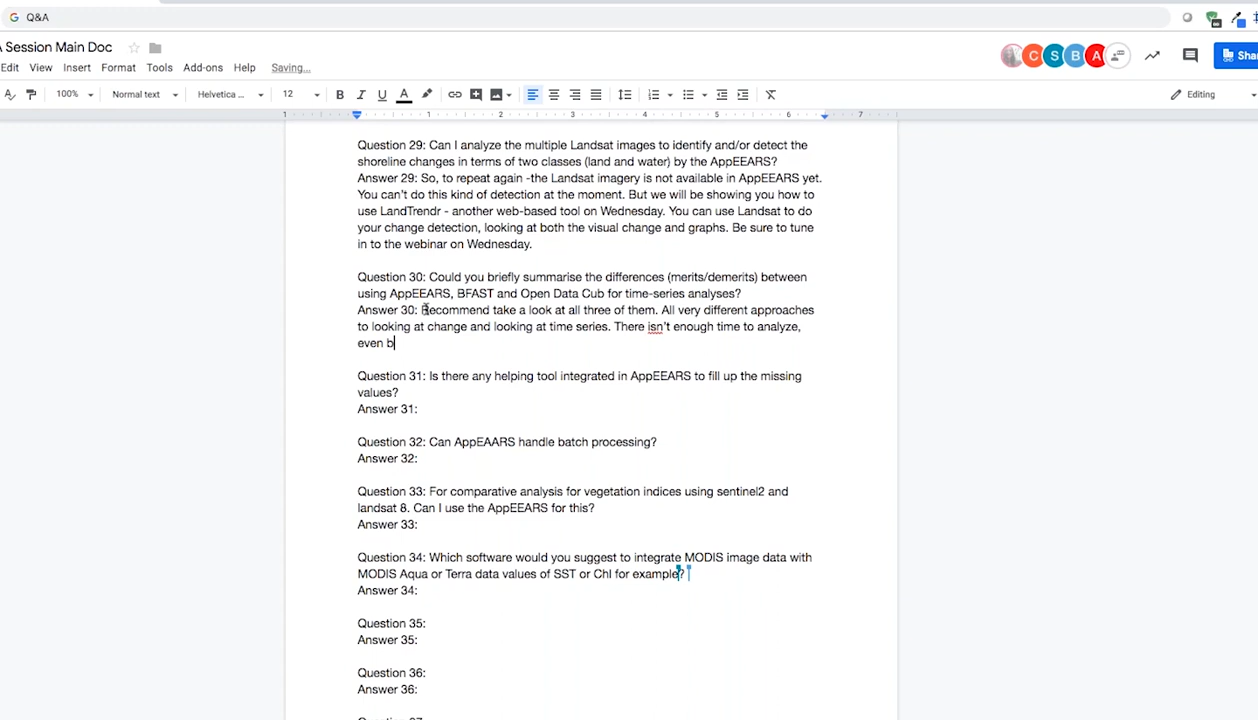 Q&A
A Session Main Doc
Edit View Insert Format Tools Add-ons Help Saving...
C S B A
Shar
100% Normal text Helvetica ... 12 B I U A Editing
1 1 2 3 4 5 6 7
Question 29: Can I analyze the multiple Landsat images to identify and/or detect the
shoreline changes in terms of two classes (land and water) by the AppEEARS?
Answer 29: So, to repeat again -the Landsat imagery is not available in AppEEARS yet.
You can't do this kind of detection at the moment. But we will be showing you how to
use LandTrendr - another web-based tool on Wednesday. You can use Landsat to do
your change detection, looking at both the visual change and graphs. Be sure to tune
in to the webinar on Wednesday.
Question 30: Could you briefly summarise the differences (merits/demerits) between
using AppEEARS, BFAST and Open Data Cub for time-series analyses?
Answer 30: Recommend take a look at all three of them. All very different approaches
to looking at change and looking at time series. There isn't enough time to analyze,
even b
Question 31: Is there any helping tool integrated in AppEEARS to fill up the missing
values?
Answer 31:
Question 32: Can AppEAARS handle batch processing?
Answer 32:
Question 33: For comparative analysis for vegetation indices using sentinel2 and
landsat 8. Can I use the AppEEARS for this?
Answer 33:
Question 34: Which software would you suggest to integrate MODIS image data with
MODIS Aqua or Terra data values of SST or Chl for example?
Answer 34:
Question 35:
Answer 35:
Question 36:
Answer 36: